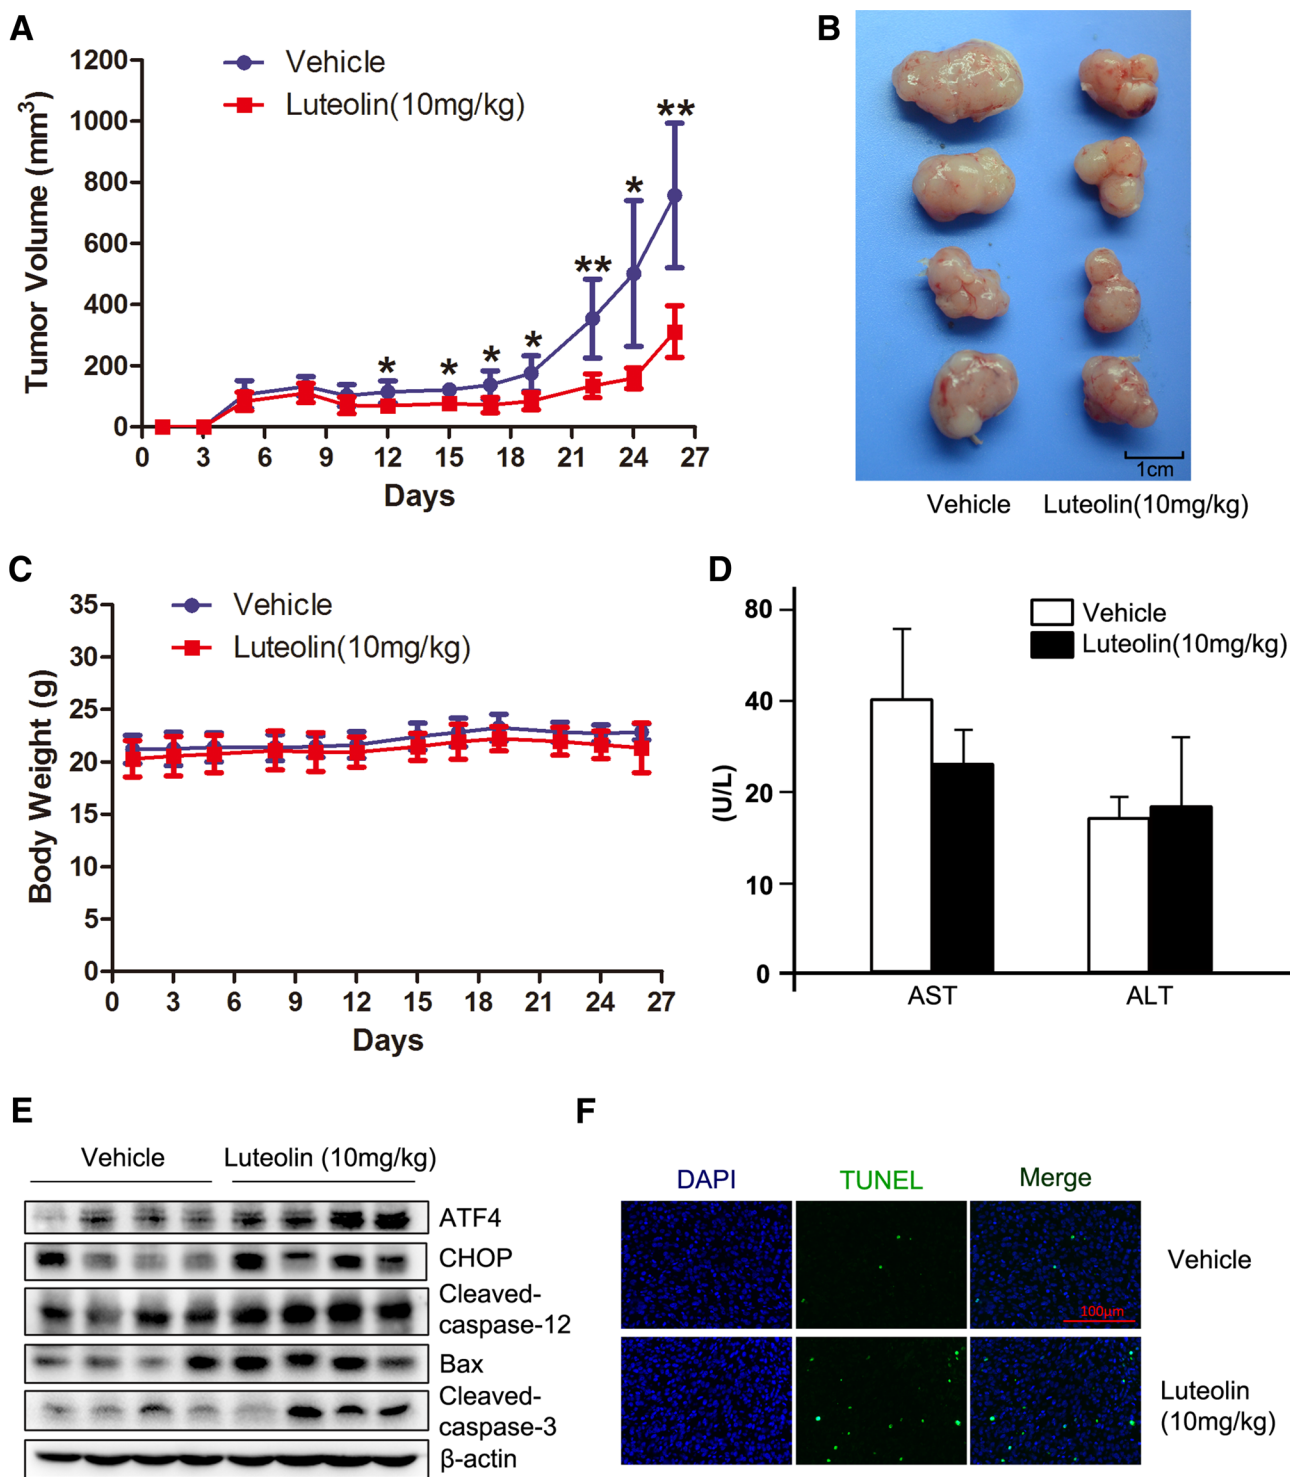 A
1200
1000
800
600
400
200
0
Tumor Volume (mm³)
Vehicle
Luteolin(10mg/kg)
* * * * ** * **
0 3 6 9 12 15 18 21 24 27
Days
B
1cm
Vehicle Luteolin(10mg/kg)
C
35
30
25
20
15
10
5
0
Body Weight (g)
Vehicle
Luteolin(10mg/kg)
0 3 6 9 12 15 18 21 24 27
Days
D
80
40
20
10
0
(U/L)
Vehicle
Luteolin(10mg/kg)
AST ALT
E
Vehicle Luteolin (10mg/kg)
ATF4
CHOP
Cleaved-
caspase-12
Bax
Cleaved-
caspase-3
β-actin
F
DAPI TUNEL Merge
Vehicle
100μm
Luteolin
(10mg/kg)